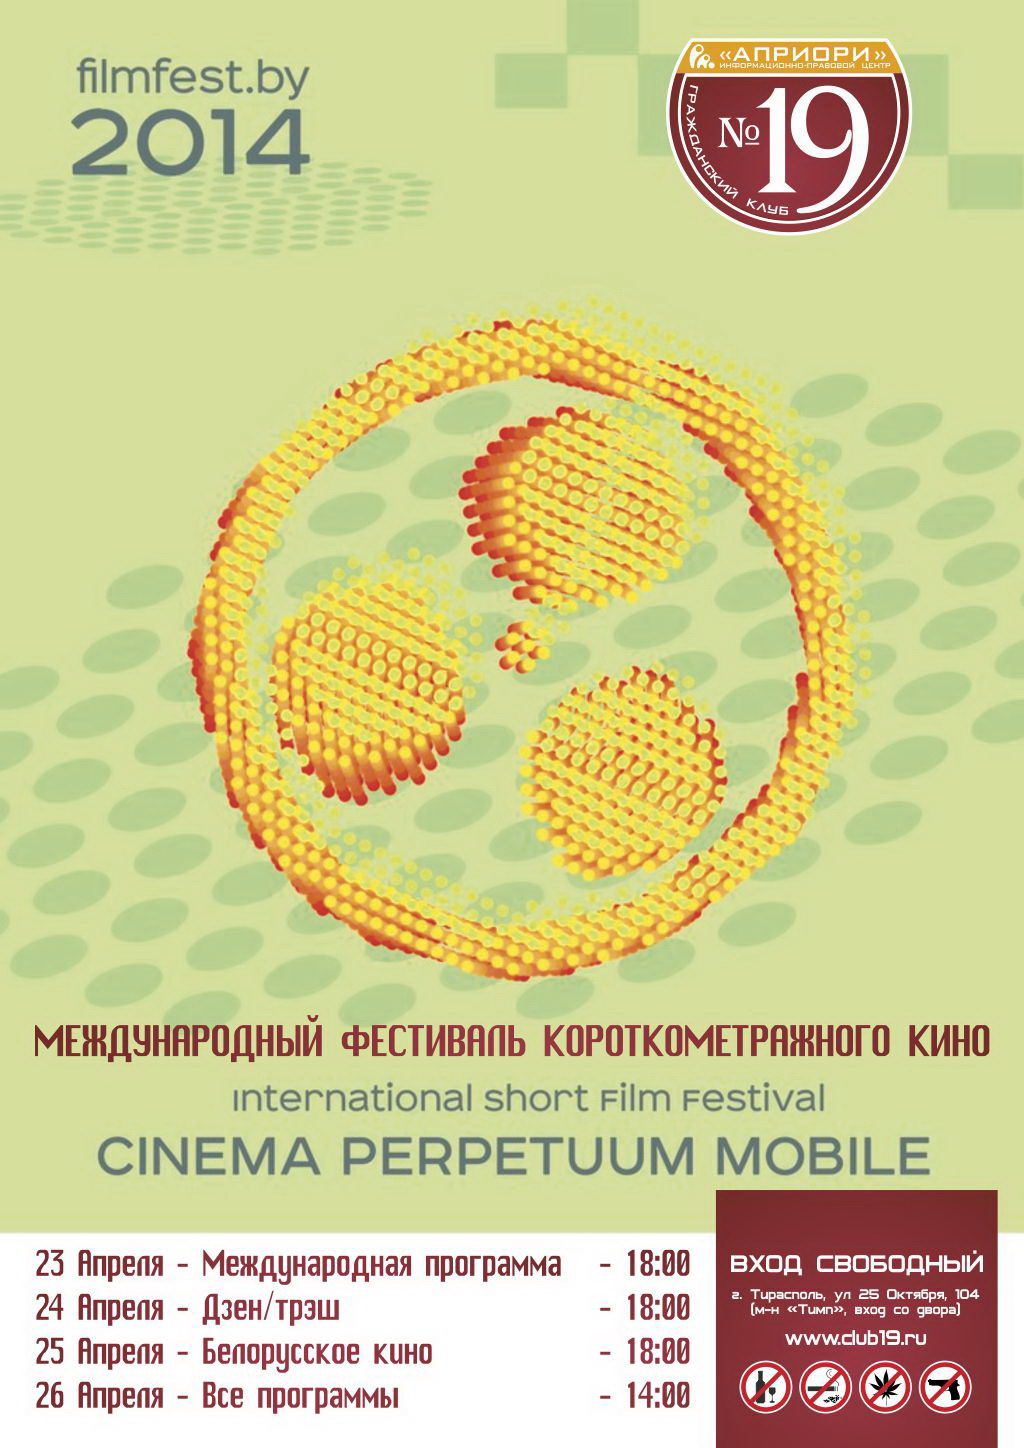 filmfest.by
2014
«АПРИОРИ»
ИНФОРМАЦИОННО-ПРАВОВОЙ ЦЕНТР
№19
ГРАЖДАНСКИЙ КЛУБ
МЕЖДУНАРОДНЫЙ ФЕСТИВАЛЬ КОРОТКОМЕТРАЖНОГО КИНО
International short Film Festival
CINEMA PERPETUUM MOBILE
23 Апреля - Международная программа - 18:00
24 Апреля - Дзен/трэш - 18:00
25 Апреля - Белорусское кино - 18:00
26 Апреля - Все программы - 14:00
ВХОД СВОБОДНЫЙ
г. Тирасполь, ул 25 Октября, 104
(м-н «Тимп», вход со двора)
www.club19.ru